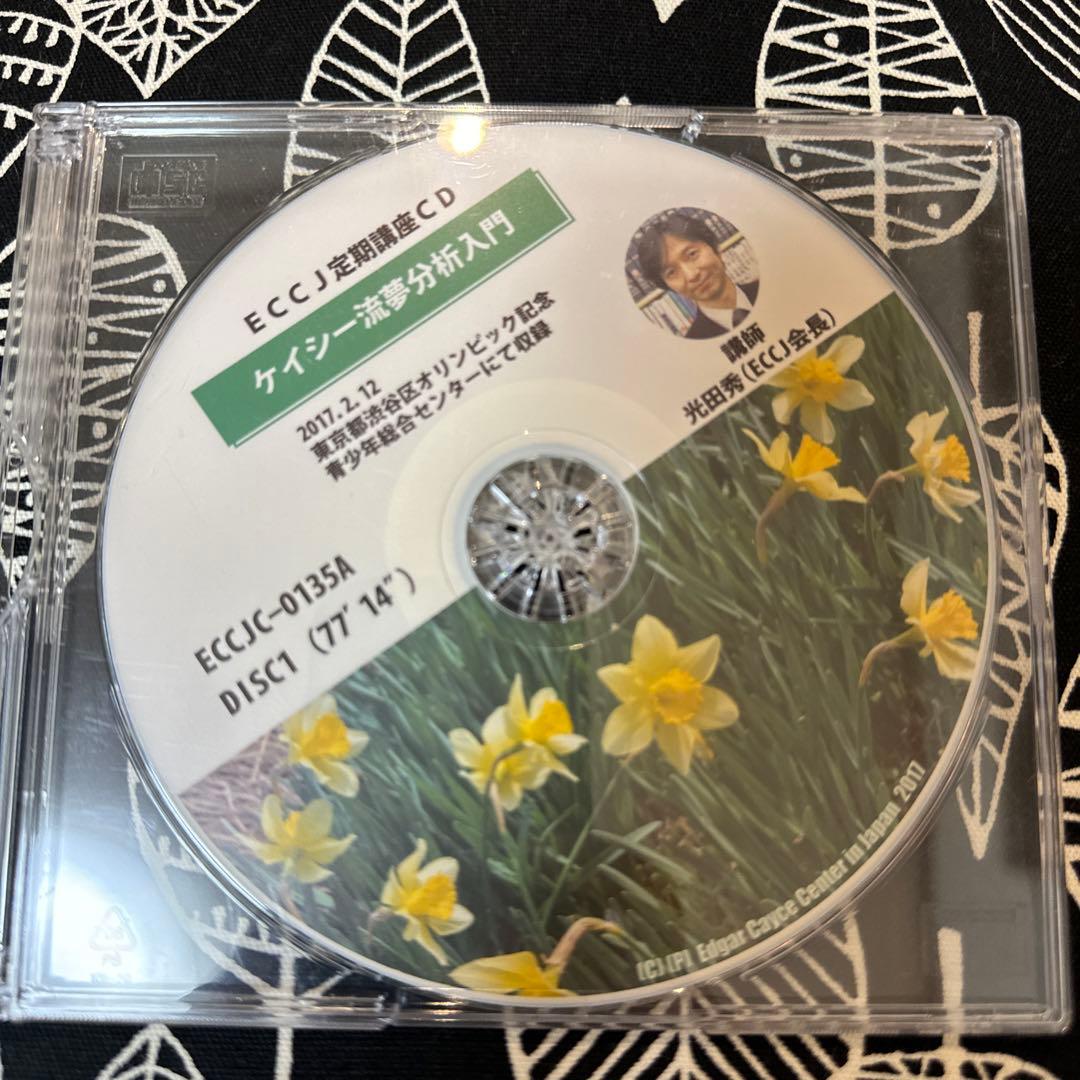 ECCJ定期講座CD
ケイシー流夢分析入門
2017.2.12
東京都渋谷区オリンピック記念
青少年総合センターにて収録
講師
光田秀(ECCJ会長)
ECCJC-0135A
DISC1 (77'14")
(C)(P) Edgar Cayce Center in Japan 2017
disc